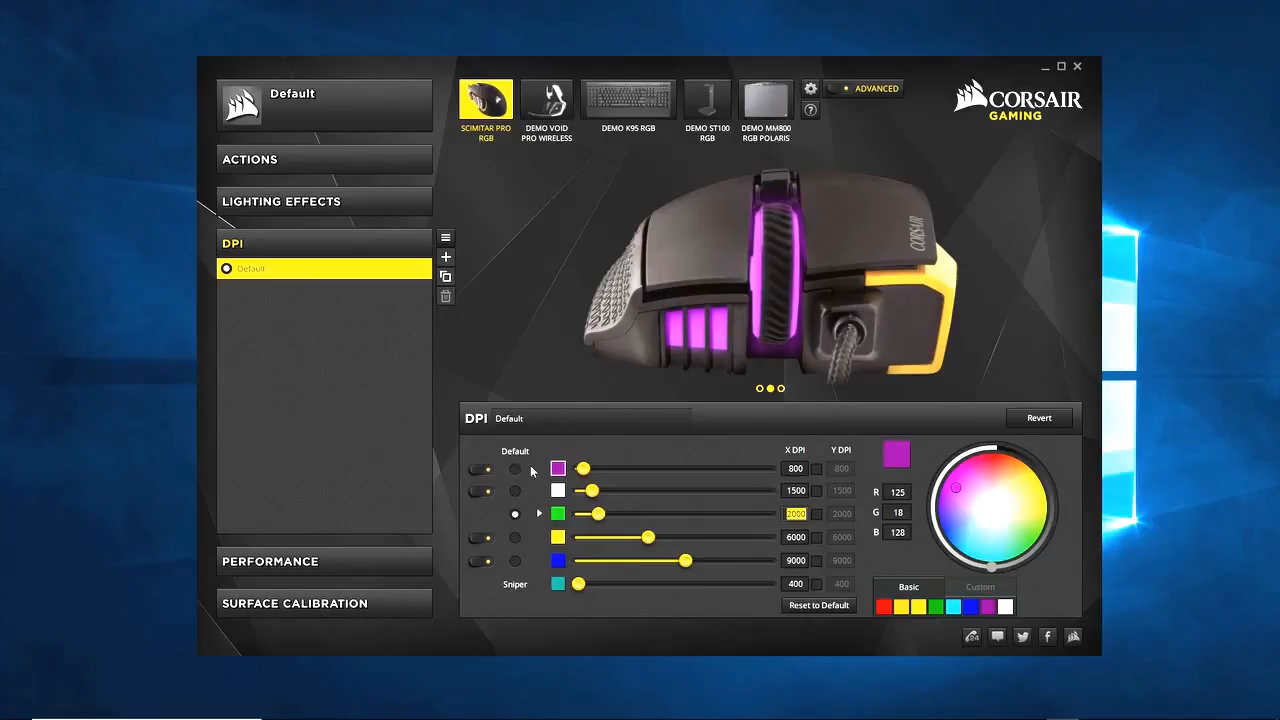 Default
ACTIONS
LIGHTING EFFECTS
DPI
Default
PERFORMANCE
SURFACE CALIBRATION
SCIMITAR PRO
RGB
DEMO VOID
PRO WIRELESS
DEMO K95 RGB
DEMO ST100
RGB
DEMO MM800
RGB POLARIS
?
ADVANCED
CORSAIR
GAMING
CORSAIR
DPI Default
Revert
Default
X DPI Y DPI
800 800
1500 1500
2000 2000
6000 6000
9000 9000
Sniper 400 400
Reset to Default
R 125
G 18
B 128
Basic Custom
24